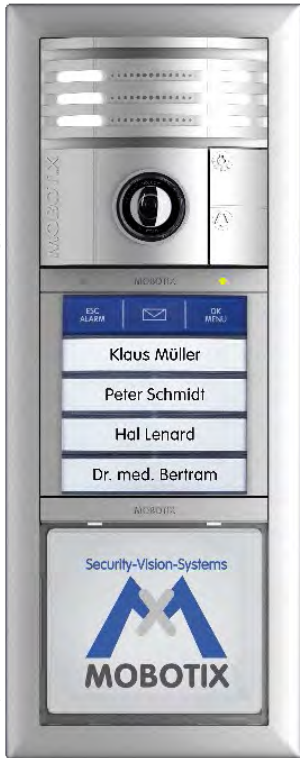 MOBOTIX
MOBOTIX
ESC
ALARM
OK
MENU
Klaus Müller
Peter Schmidt
Hal Lenard
Dr. med. Bertram
MOBOTIX
Security-Vision-Systems
MOBOTIX